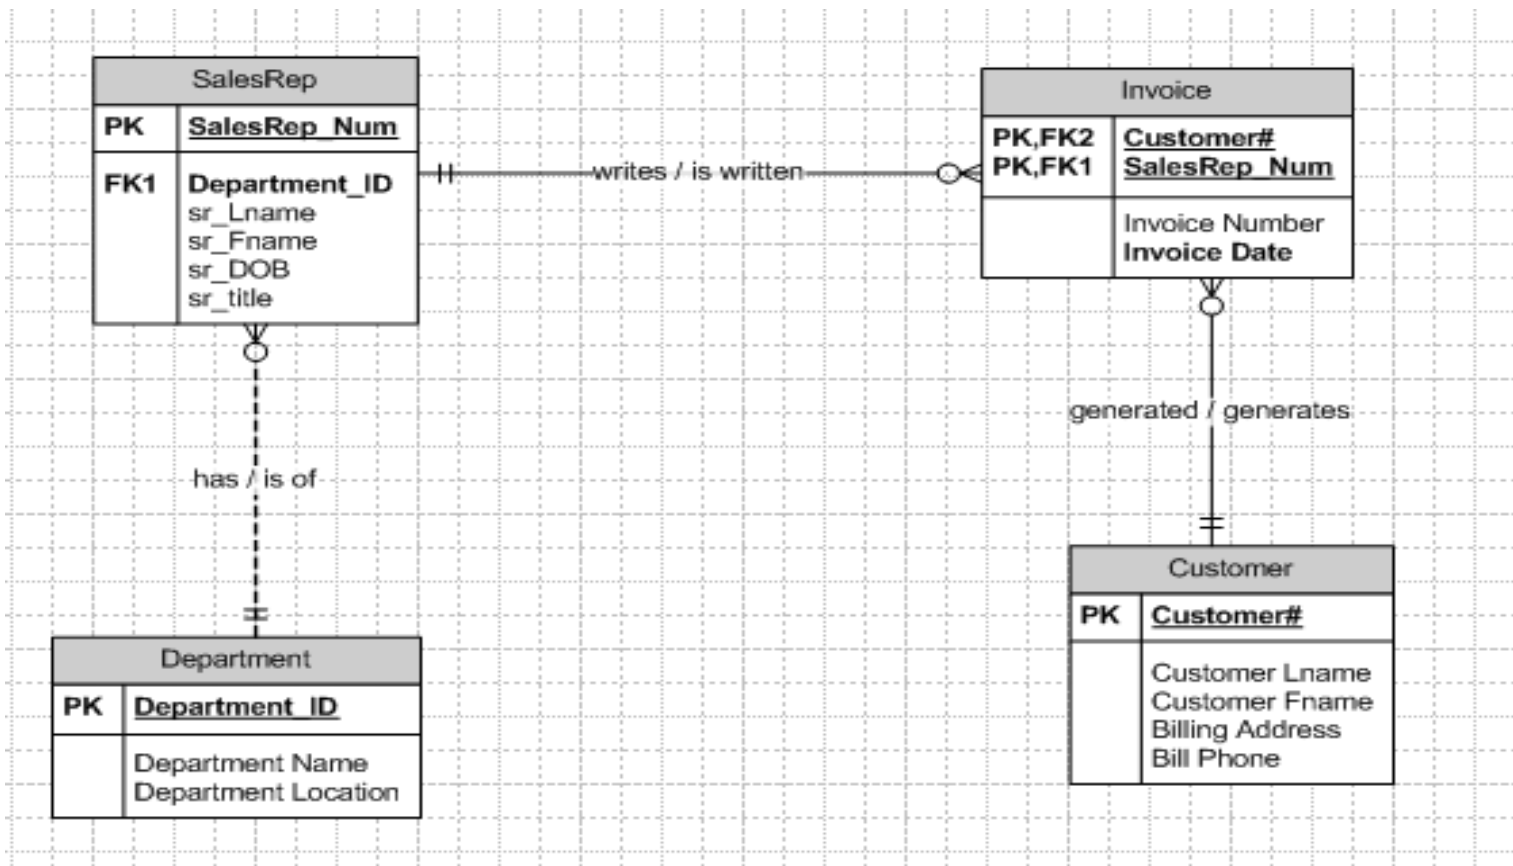 SalesRep
PK SalesRep_Num
FK1 Department_ID
sr_Lname
sr_Fname
sr_DOB
sr_title
writes / is written
Invoice
PK,FK2 Customer#
PK,FK1 SalesRep_Num
Invoice Number
Invoice Date
has / is of
generated / generates
Department
PK Department_ID
Department Name
Department Location
Customer
PK Customer#
Customer Lname
Customer Fname
Billing Address
Bill Phone